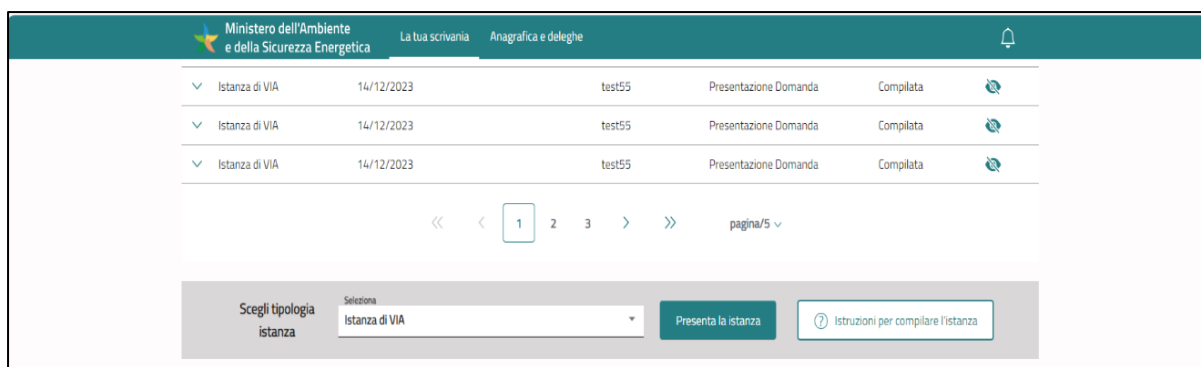 Ministero dell'Ambiente
e della Sicurezza Energetica
La tua scrivania Anagrafica e deleghe
Istanza di VIA 14/12/2023 test55 Presentazione Domanda Compilata
Istanza di VIA 14/12/2023 test55 Presentazione Domanda Compilata
Istanza di VIA 14/12/2023 test55 Presentazione Domanda Compilata
1 2 3 pagina/5
Scegli tipologia
istanza
Seleziona
Istanza di VIA
Presenta la istanza
Istruzioni per compilare l'istanza